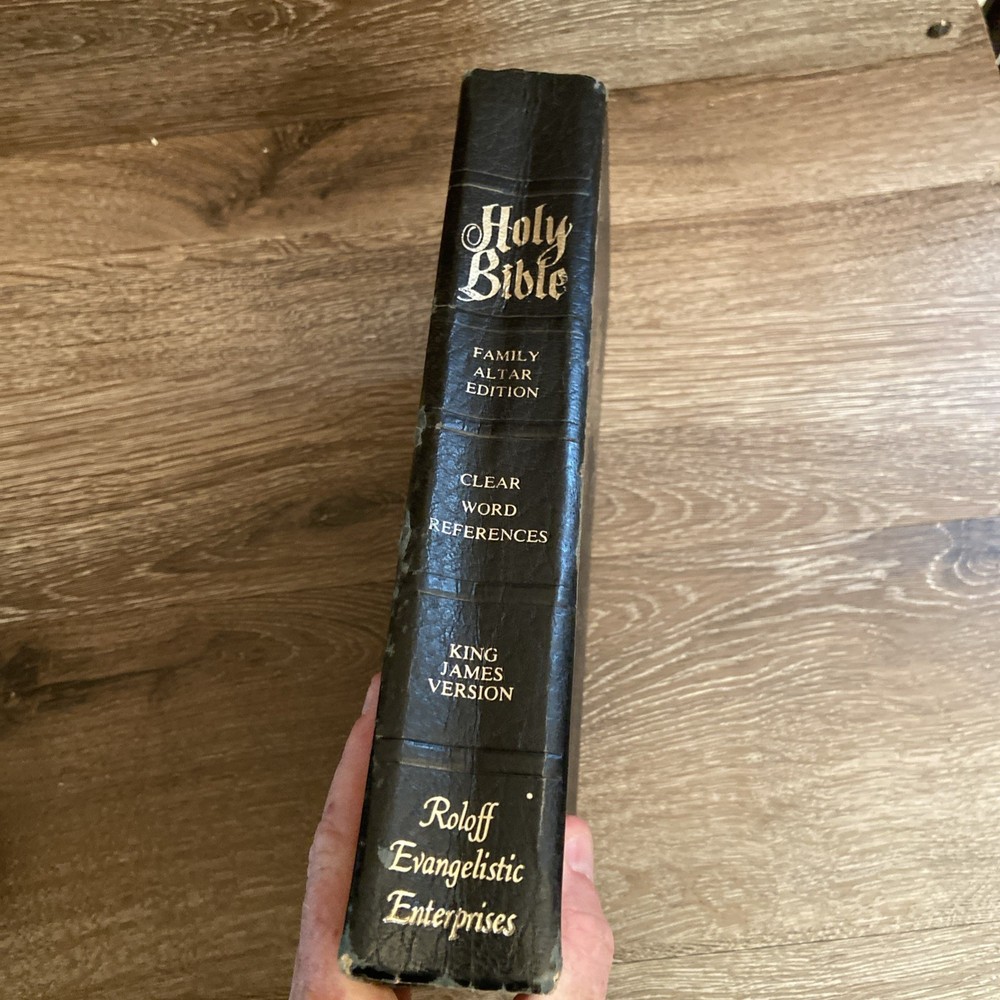 Holy
Bible
FAMILY
ALTAR
EDITION
CLEAR
WORD
REFERENCES
KING
JAMES
VERSION
Roloff
Evangelistic
Enterprises